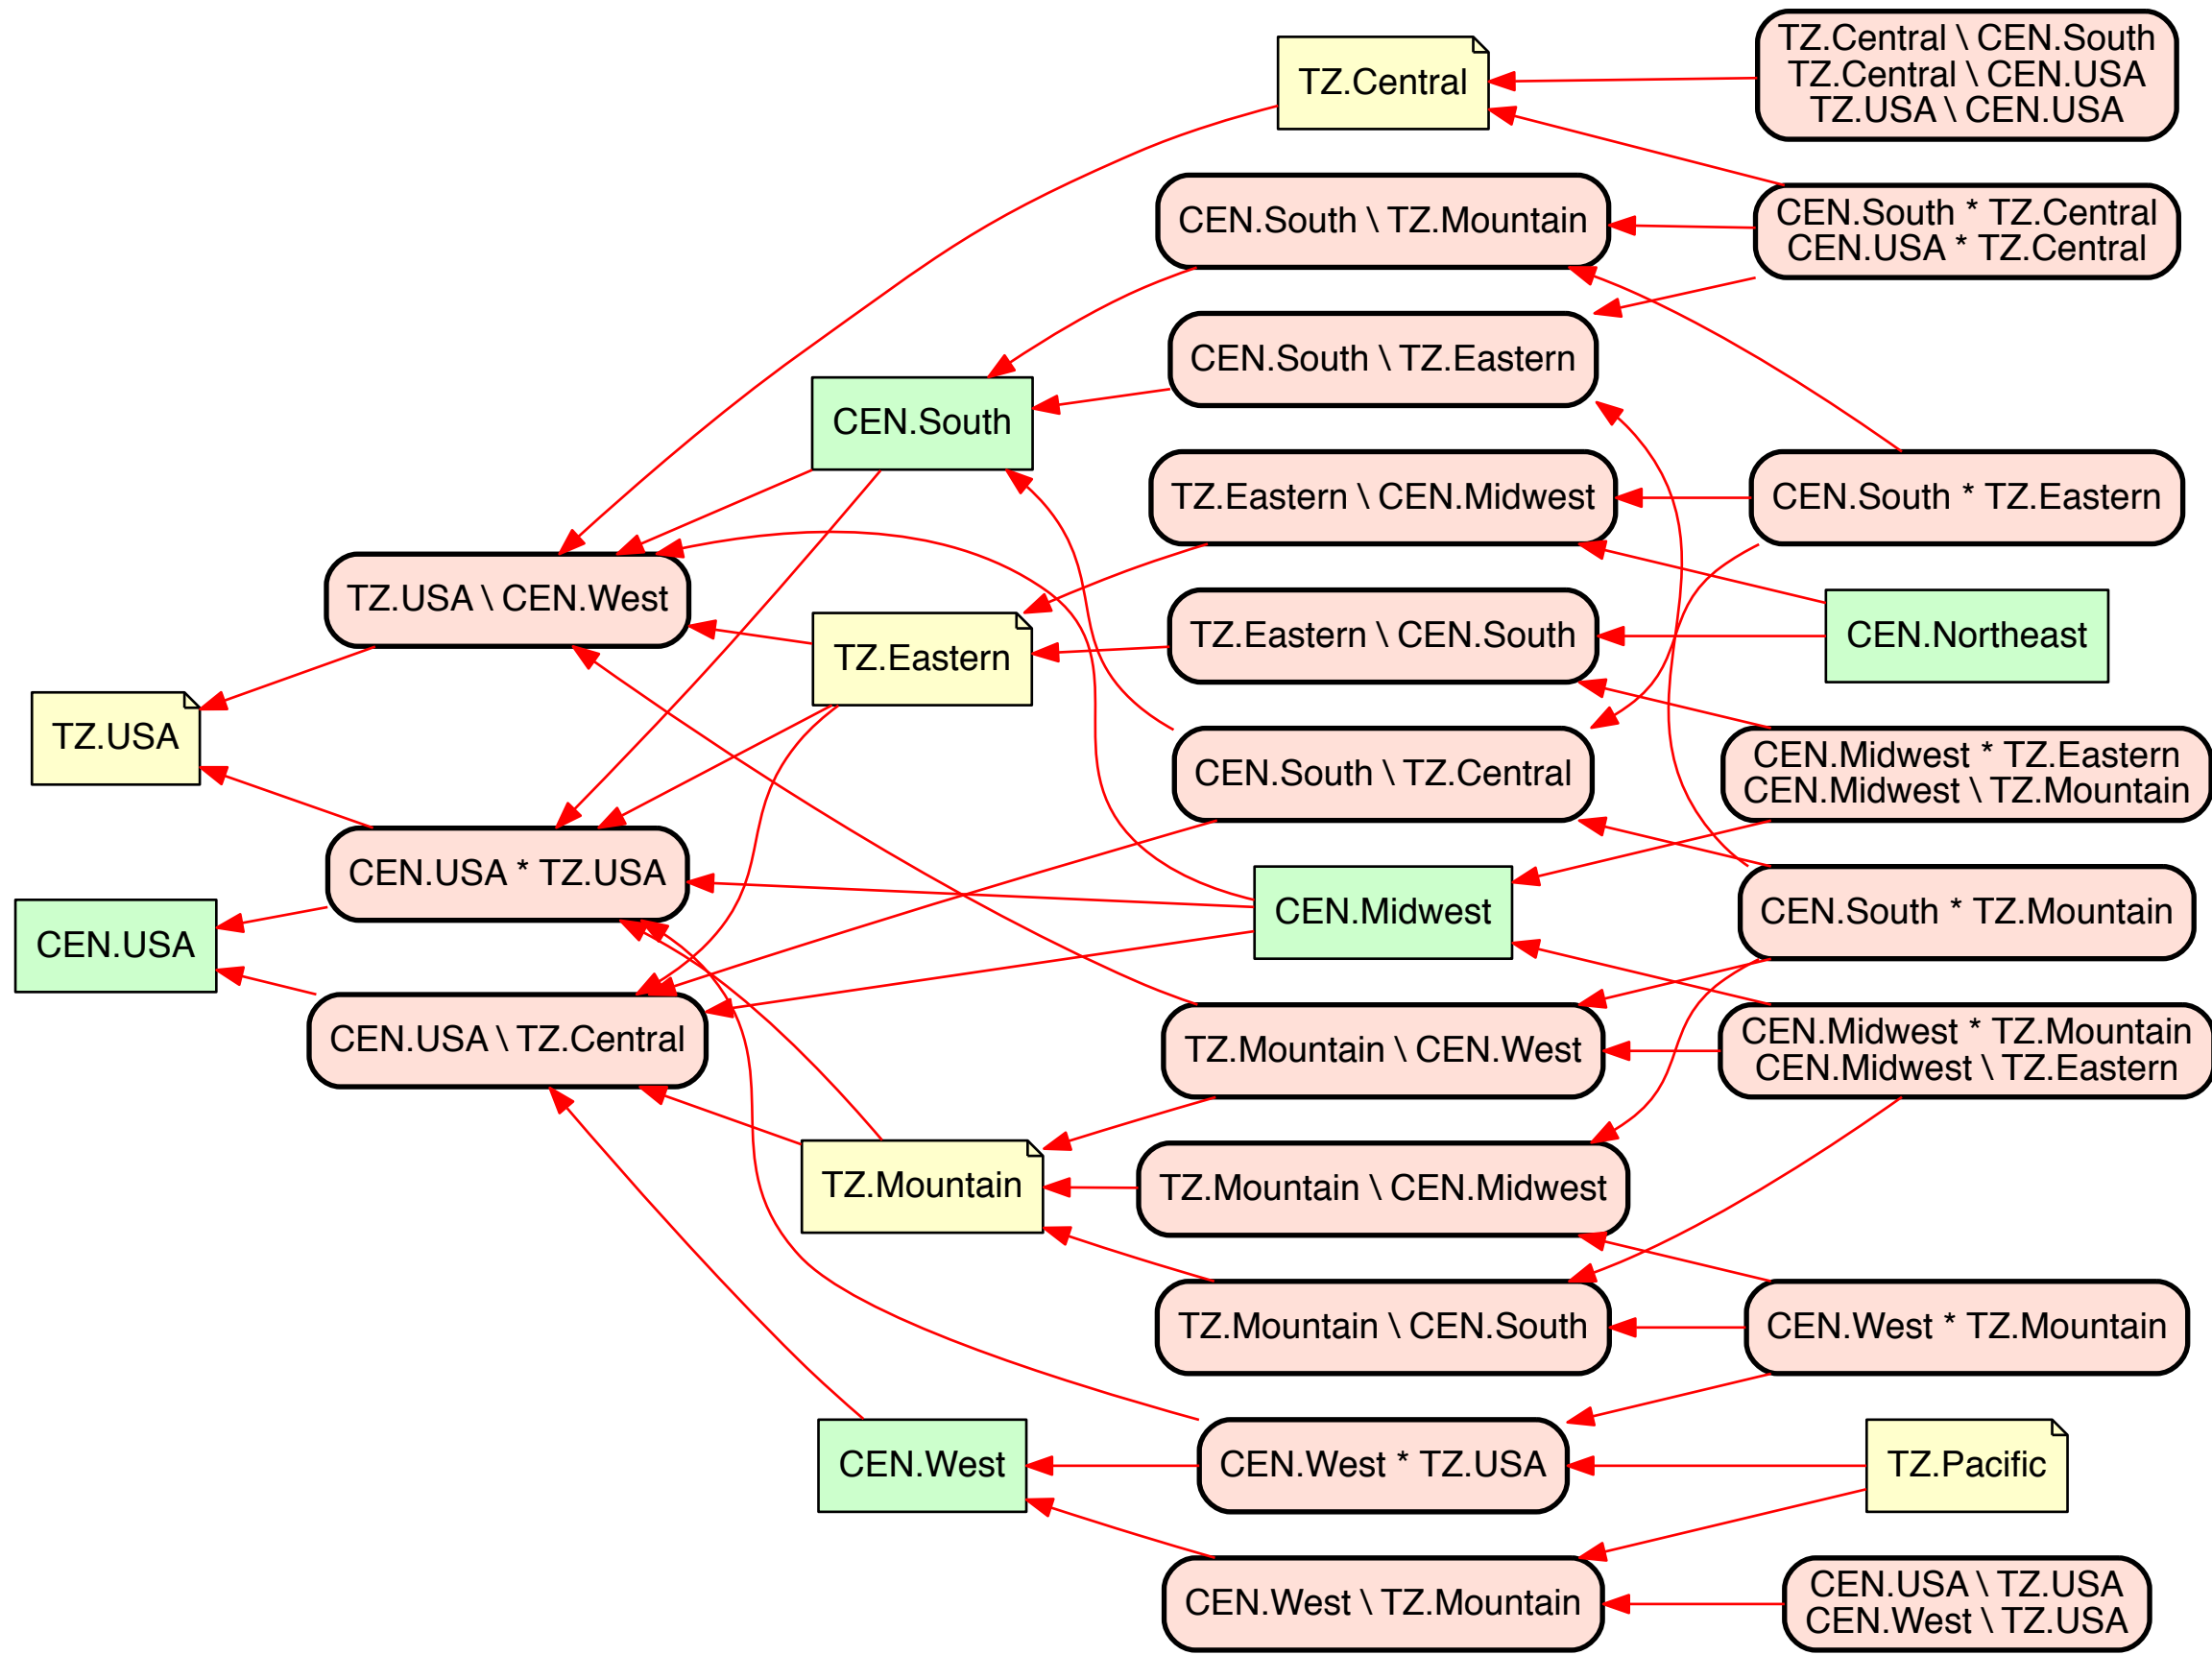 TZ.USA
CEN.USA
TZ.USA \ CEN.West
CEN.USA * TZ.USA
CEN.USA \ TZ.Central
CEN.South
TZ.Eastern
TZ.Mountain
CEN.West
TZ.Central
CEN.South \ TZ.Mountain
CEN.South \ TZ.Eastern
TZ.Eastern \ CEN.Midwest
TZ.Eastern \ CEN.South
CEN.South \ TZ.Central
CEN.Midwest
TZ.Mountain \ CEN.West
TZ.Mountain \ CEN.Midwest
TZ.Mountain \ CEN.South
CEN.West * TZ.USA
CEN.West \ TZ.Mountain
TZ.Central \ CEN.South
TZ.Central \ CEN.USA
TZ.USA \ CEN.USA
CEN.South * TZ.Central
CEN.USA * TZ.Central
CEN.South * TZ.Eastern
CEN.Northeast
CEN.Midwest * TZ.Eastern
CEN.Midwest \ TZ.Mountain
CEN.South * TZ.Mountain
CEN.Midwest * TZ.Mountain
CEN.Midwest \ TZ.Eastern
CEN.West * TZ.Mountain
TZ.Pacific
CEN.USA \ TZ.USA
CEN.West \ TZ.USA